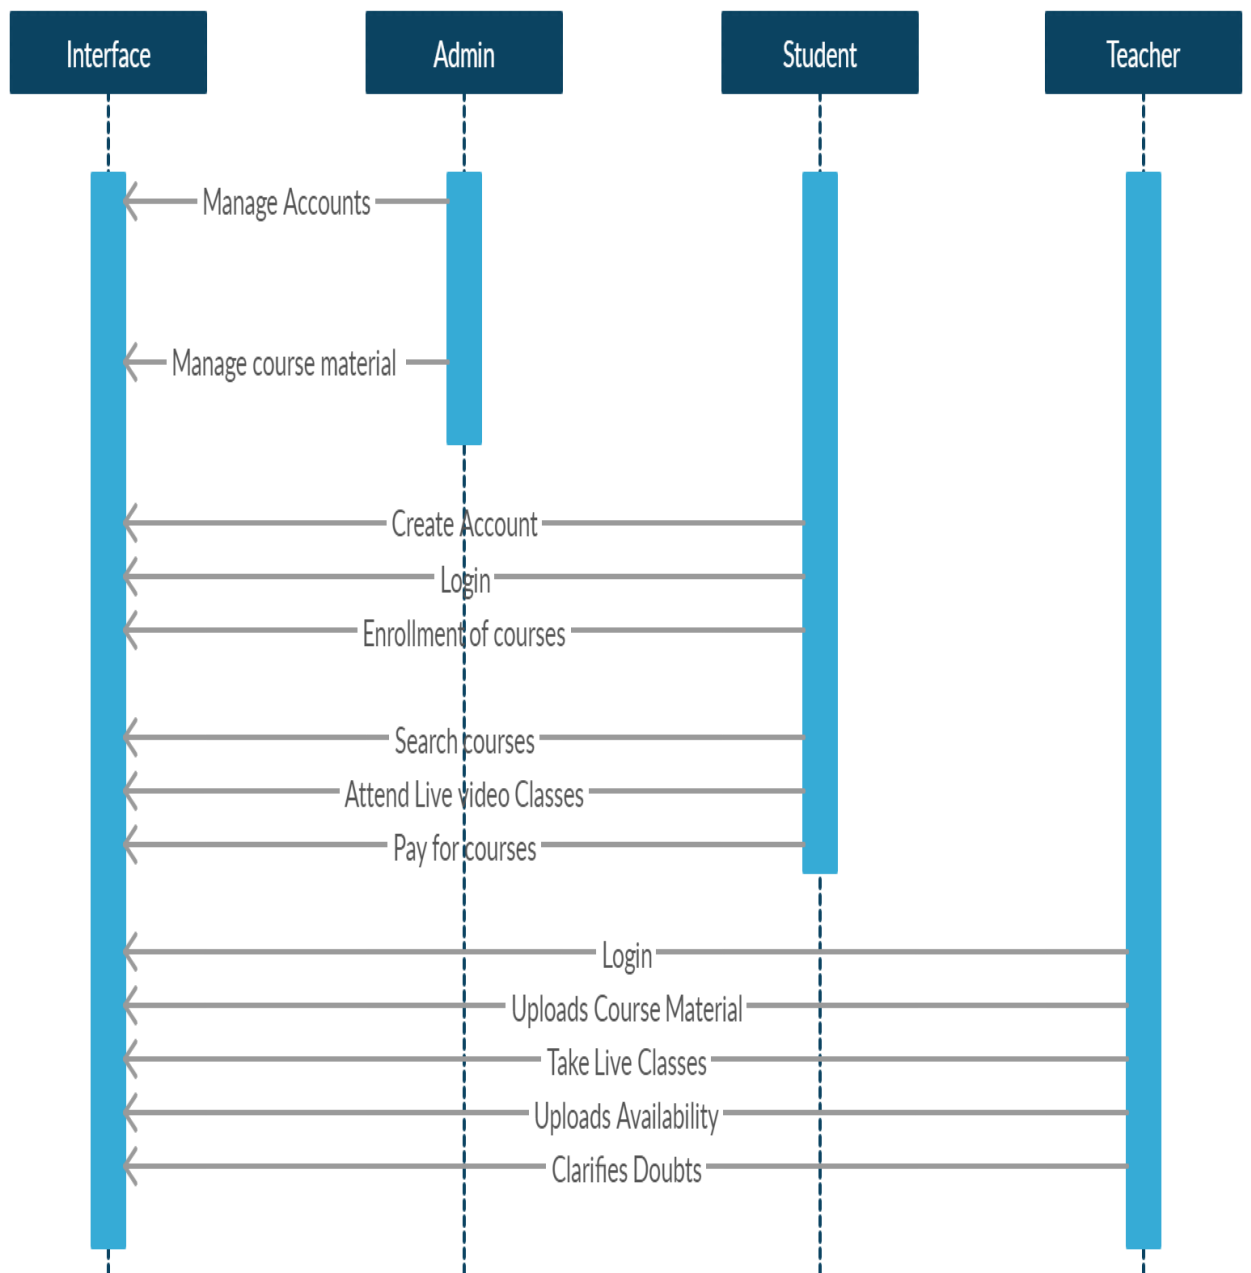 Interface
Admin
Student
Teacher
Manage Accounts
Manage course material
Create Account
Login
Enrollment of courses
Search courses
Attend Live video Classes
Pay for courses
Login
Uploads Course Material
Take Live Classes
Uploads Availability
Clarifies Doubts